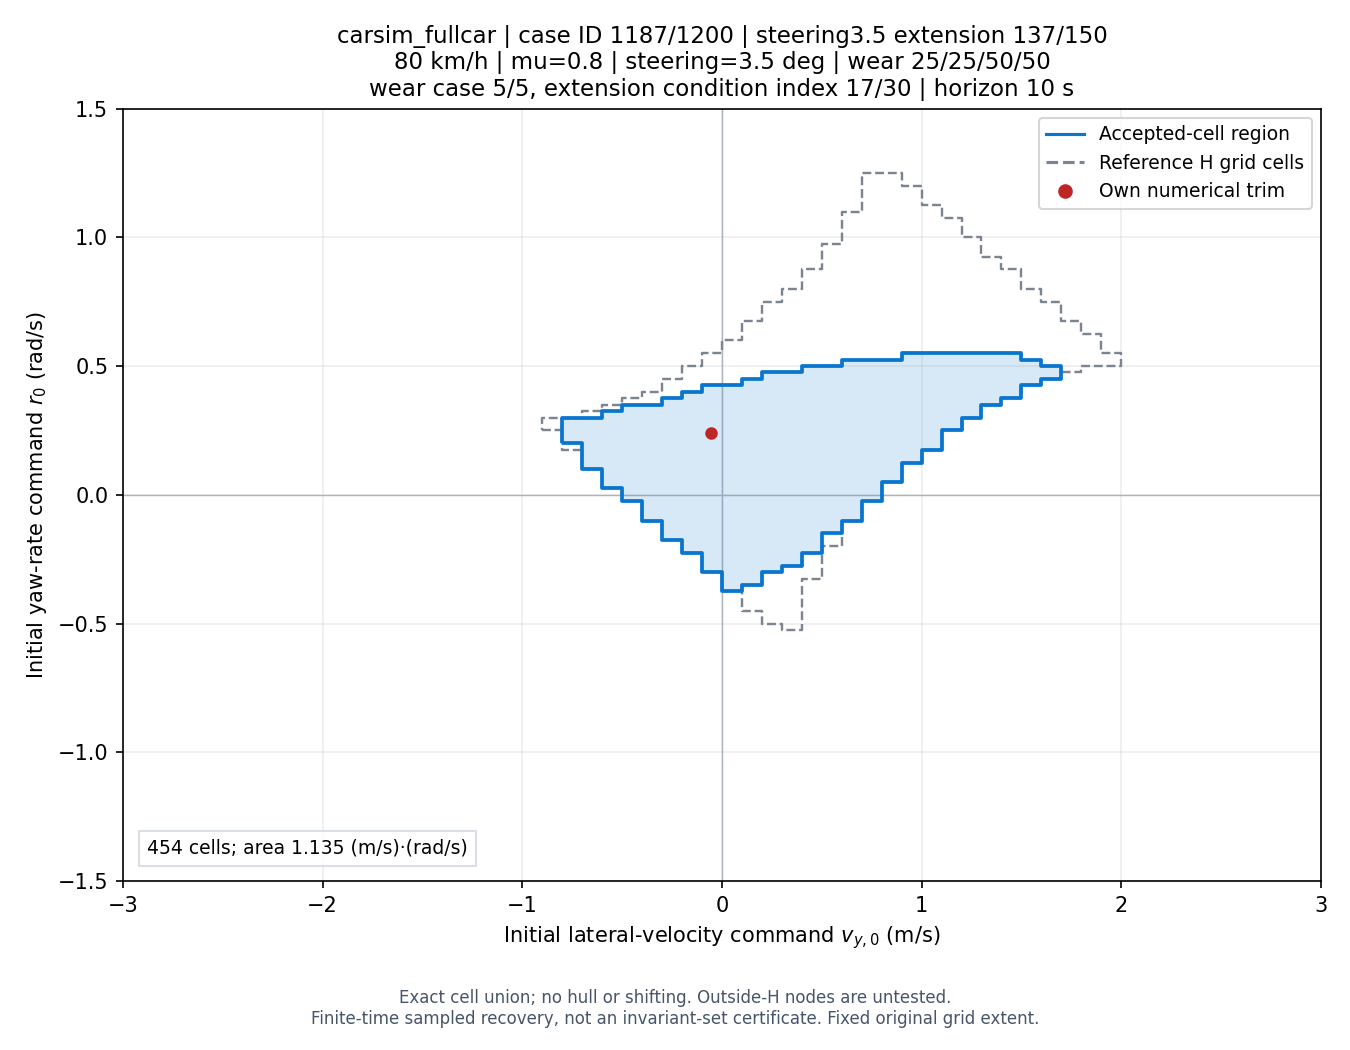 carsim_fullcar | case ID 1187/1200 | steering3.5 extension 137/150
80 km/h | mu=0.8 | steering=3.5 deg | wear 25/25/50/50
wear case 5/5, extension condition index 17/30 | horizon 10 s
Accepted-cell region
Reference H grid cells
Own numerical trim
1.5
1.0
0.5
0.0
−0.5
−1.0
−1.5
Initial yaw-rate command r0 (rad/s)
454 cells; area 1.135 (m/s)·(rad/s)
−3
−2
−1
0
1
2
3
Initial lateral-velocity command vy,0 (m/s)
Exact cell union; no hull or shifting. Outside-H nodes are untested.
Finite-time sampled recovery, not an invariant-set certificate. Fixed original grid extent.